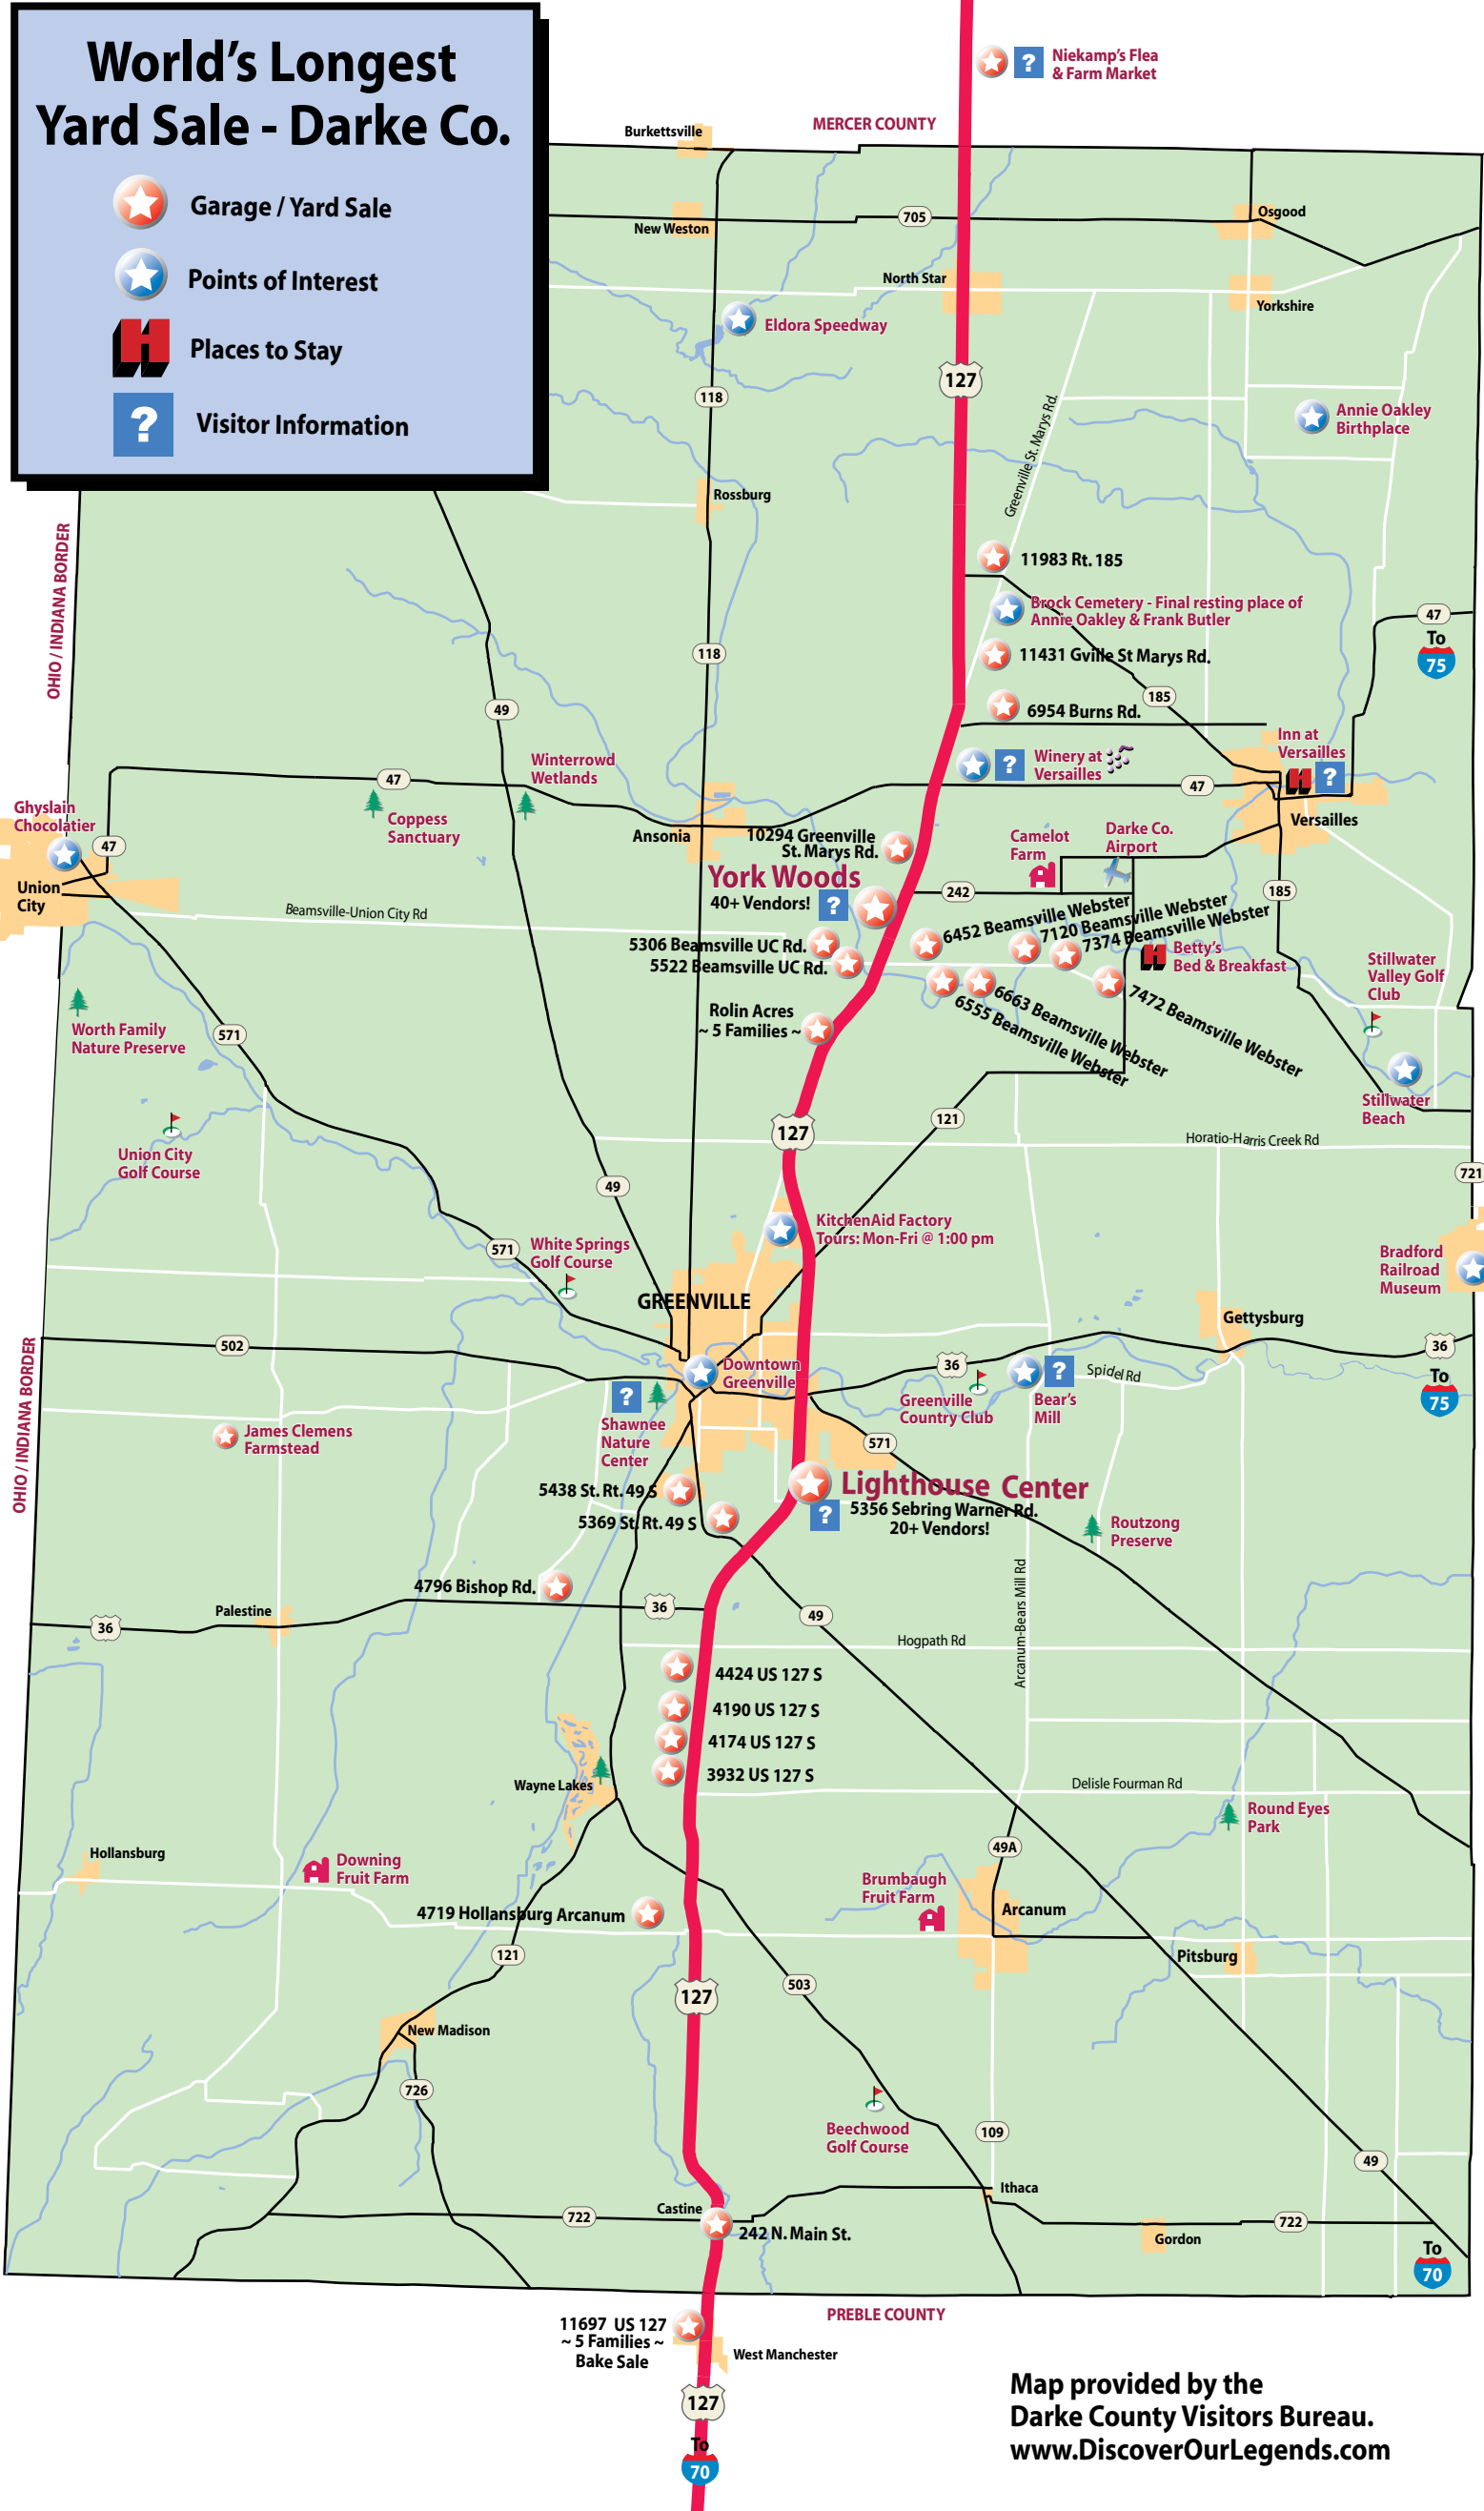 World's Longest
Yard Sale - Darke Co.
Garage / Yard Sale
Points of Interest
Places to Stay
?
Visitor Information
?
Niekamp's Flea
& Farm Market
MERCER COUNTY
Burkettsville
New Weston
705
Osgood
North Star
Yorkshire
Eldora Speedway
127
118
Annie Oakley
Birthplace
Greenville St. Marys Rd.
Rossburg
OHIO / INDIANA BORDER
11983 Rt. 185
Brock Cemetery - Final resting place of
Annie Oakley & Frank Butler
47
To
75
118
11431 Gville St Marys Rd.
185
49
6954 Burns Rd.
Inn at
Versailles
?
Winterrowd
Wetlands
?
Winery at
Versailles
47
47
Ghyslain
Chocolatier
Coppess
Sanctuary
Versailles
Ansonia
47
10294 Greenville
St. Marys Rd.
Camelot
Farm
Darke Co.
Airport
York Woods
40+ Vendors!
?
Union
City
242
185
Beamsville-Union City Rd
6452 Beamsville Webster
7120 Beamsville Webster
7374 Beamsville Webster
5306 Beamsville UC Rd.
5522 Beamsville UC Rd.
Betty's
Bed & Breakfast
Stillwater
Valley Golf
Club
7472 Beamsville Webster
6663 Beamsville Webster
6555 Beamsville Webster
Rolin Acres
~ 5 Families ~
Worth Family
Nature Preserve
571
Stillwater
Beach
121
127
Horatio-Harris Creek Rd
Union City
Golf Course
721
49
KitchenAid Factory
Tours: Mon-Fri @ 1:00 pm
571
White Springs
Golf Course
Bradford
Railroad
Museum
GREENVILLE
Gettysburg
502
36
36
To
75
Downtown
Greenville
?
Spidel Rd
OHIO / INDIANA BORDER
?
Greenville
Country Club
Bear's
Mill
James Clemens
Farmstead
Shawnee
Nature
Center
571
Lighthouse Center
5356 Sebring Warner Rd.
20+ Vendors!
?
5438 St. Rt. 49 S
5369 St. Rt. 49 S
Routzong
Preserve
4796 Bishop Rd.
36
49
Palestine
36
Arcanum-Bears Mill Rd
Hogpath Rd
4424 US 127 S
4190 US 127 S
4174 US 127 S
3932 US 127 S
Wayne Lakes
Delisle Fourman Rd
Round Eyes
Park
Hollansburg
49A
Downing
Fruit Farm
Brumbaugh
Fruit Farm
4719 Hollansburg Arcanum
Arcanum
121
Pitsburg
127
503
New Madison
726
Beechwood
Golf Course
109
49
Ithaca
Castine
722
242 N. Main St.
722
Gordon
To
70
PREBLE COUNTY
11697 US 127
~ 5 Families ~
Bake Sale
West Manchester
127
To
70
Map provided by the
Darke County Visitors Bureau.
www.DiscoverOurLegends.com